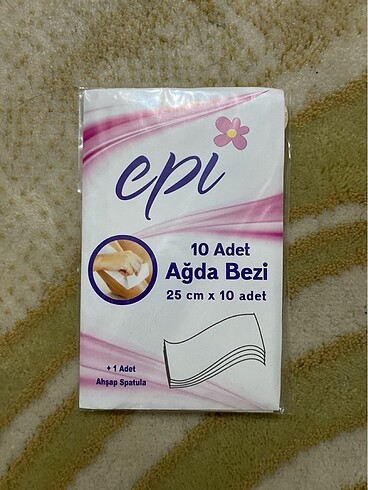 epi
10 Adet
Ağda Bezi
25 cm x 10 adet
+ 1 Adet
Ahşap Spatula